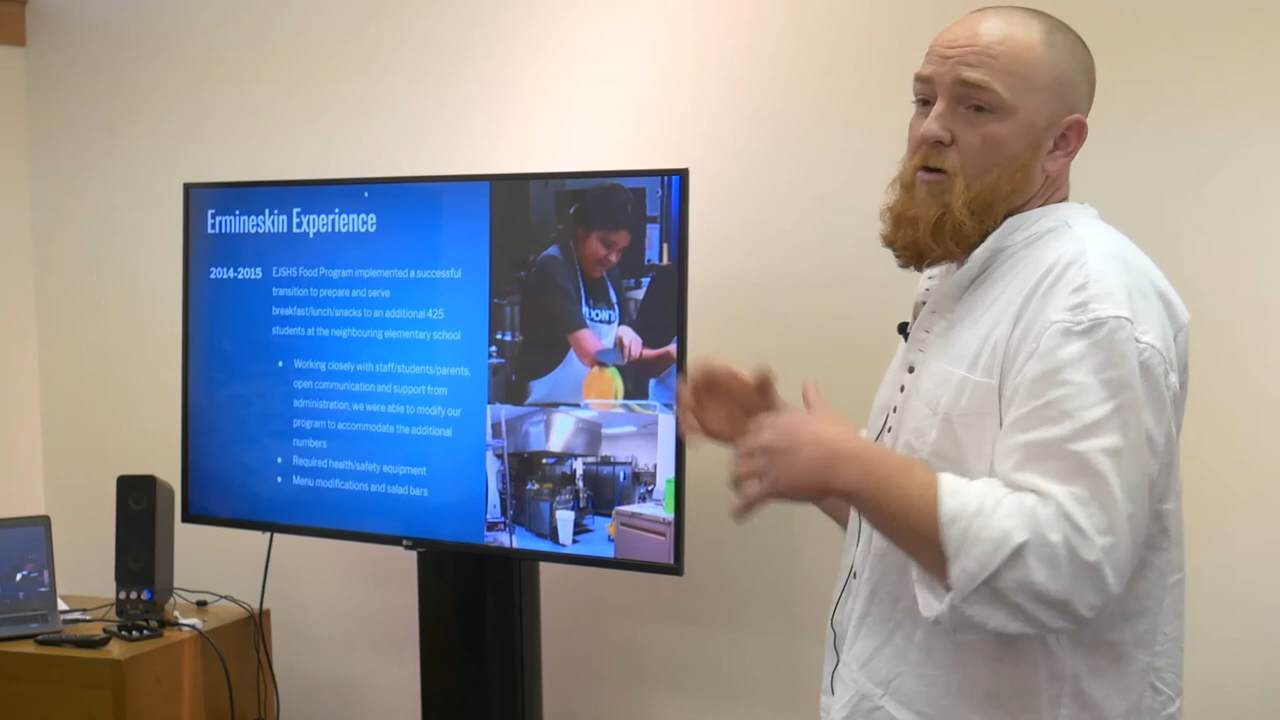 Ermineskin Experience
2014-2015
EJSHS Food Program implemented a successful
transition to prepare and serve
breakfast/lunch/snacks to an additional 425
students at the neighbouring elementary school
Working closely with staff/students/parents,
open communication and support from
administration, we were able to modify our
program to accommodate the additional
numbers
Required health/safety equipment
Menu modifications and salad bars
LG